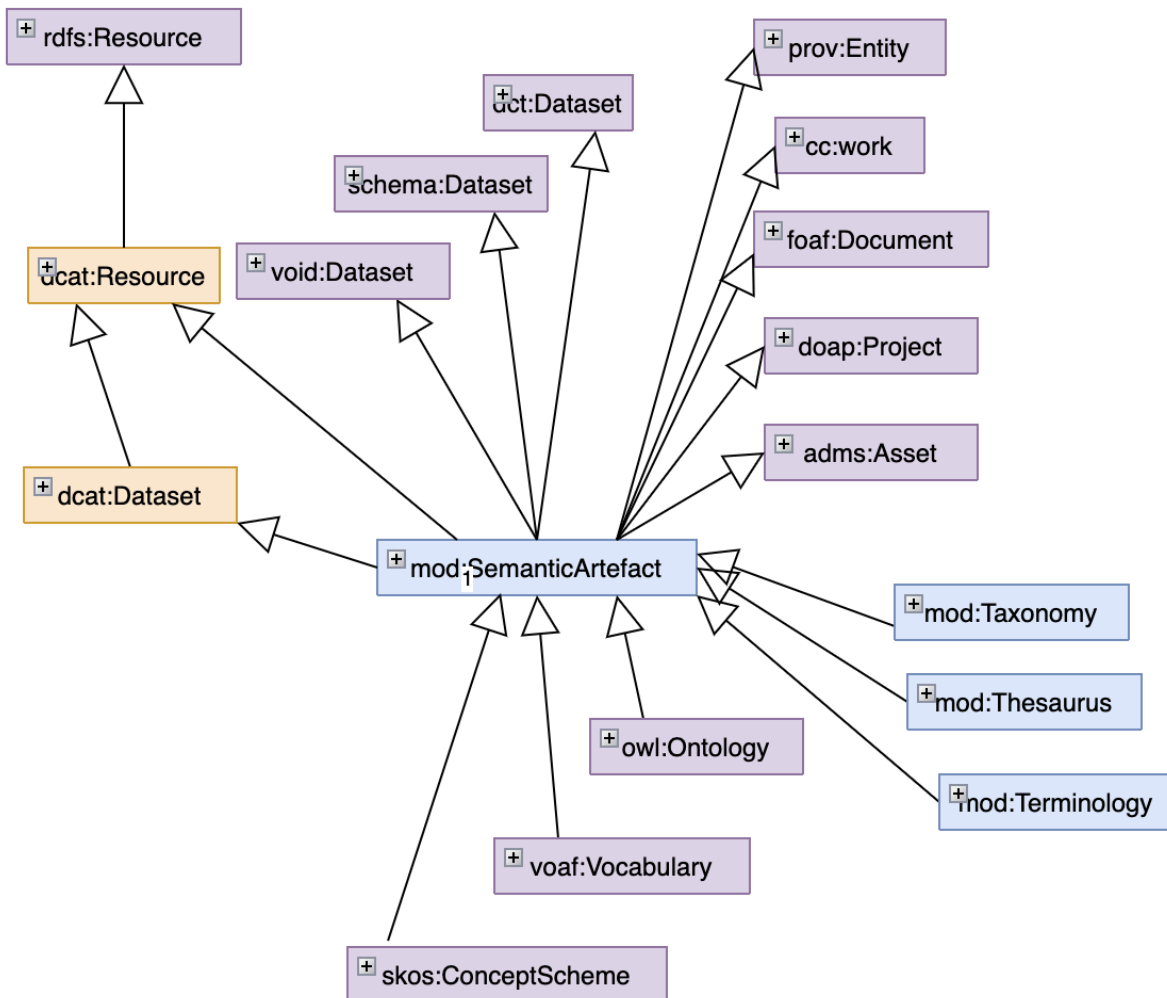 rdfs:Resource
prov:Entity
dct:Dataset
cc:work
schema:Dataset
foaf:Document
void:Dataset
dcat:Resource
doap:Project
adms:Asset
dcat:Dataset
mod:SemanticArtefact
1
mod:Taxonomy
mod:Thesaurus
owl:Ontology
mod:Terminology
voaf:Vocabulary
skos:ConceptScheme